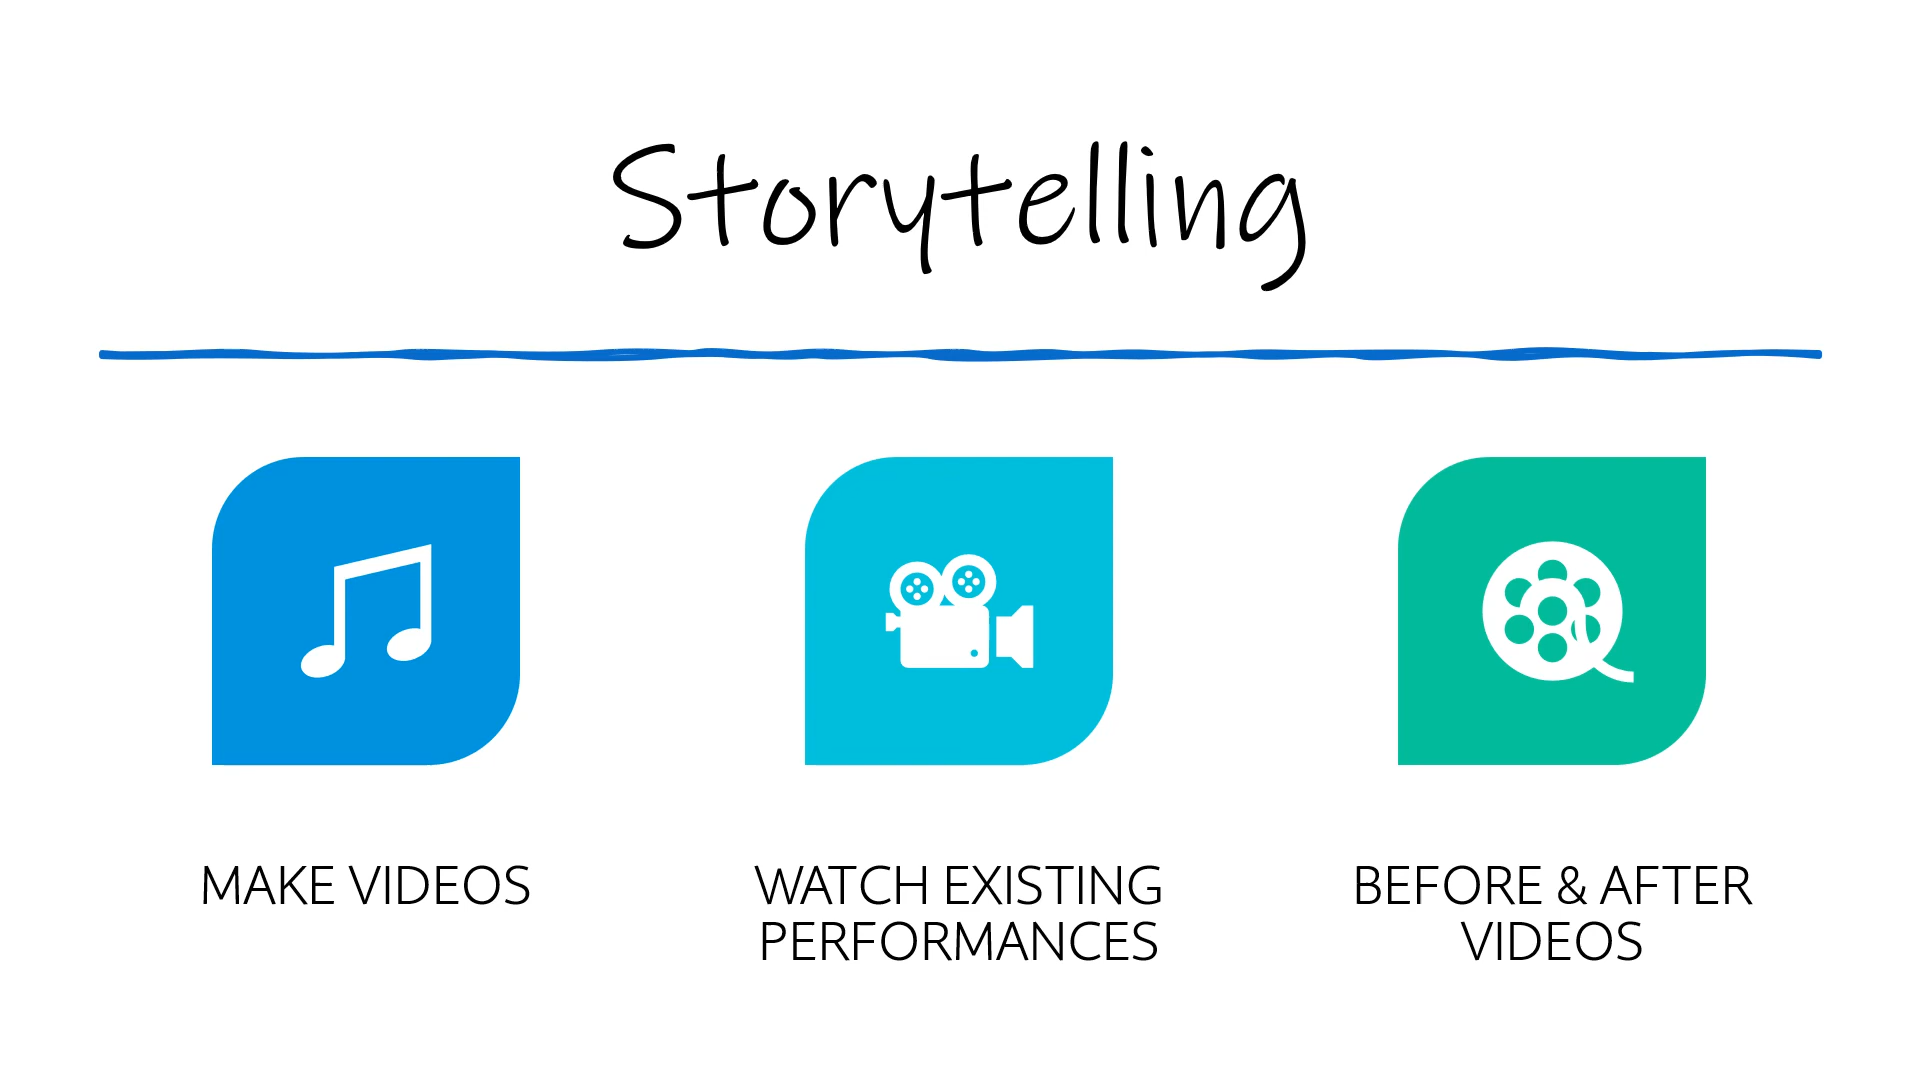 Storytelling
MAKE VIDEOS
WATCH EXISTING
PERFORMANCES
BEFORE & AFTER
VIDEOS